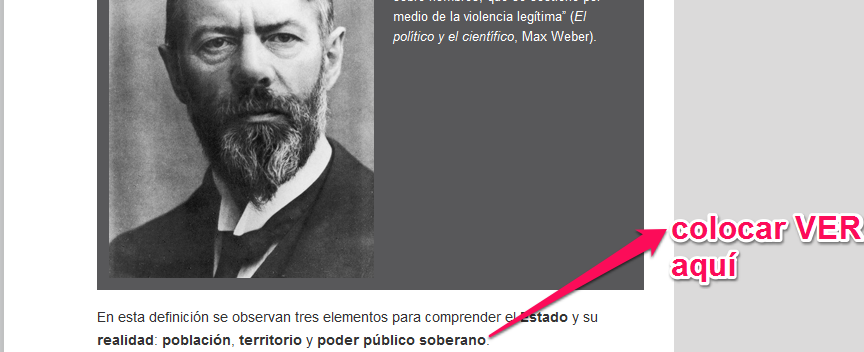 medio de la violencia legítima” (El
político y el científico, Max Weber).
colocar VER
aquí
En esta definición se observan tres elementos para comprender el Estado y su
realidad: población, territorio y poder público soberano.